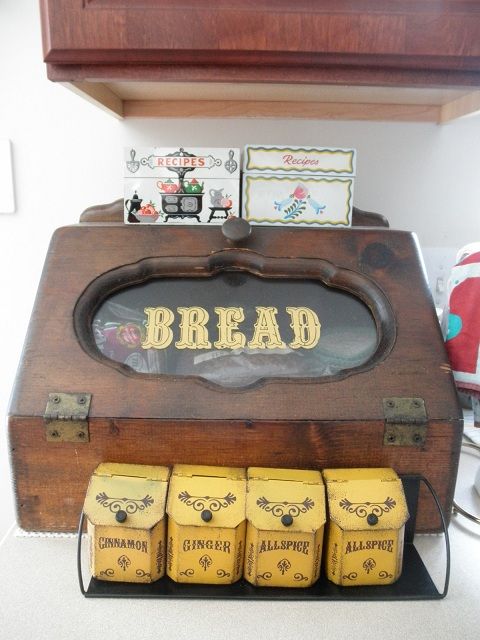 RECIPES
Recipes
BREAD
CINNAMON
GINGER
ALLSPICE
ALLSPICE